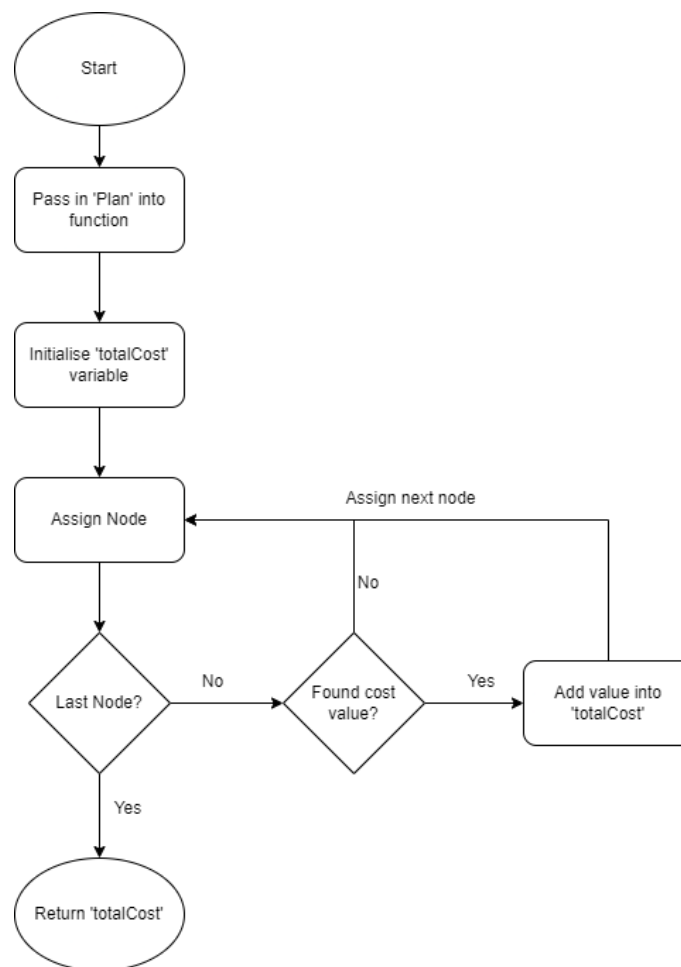 Start
Pass in 'Plan' into
function
Initialise 'totalCost'
variable
Assign next node
Assign Node
No
Last Node?
No
Found cost
value?
Yes
Add value into
'totalCost'
Yes
Return 'totalCost'